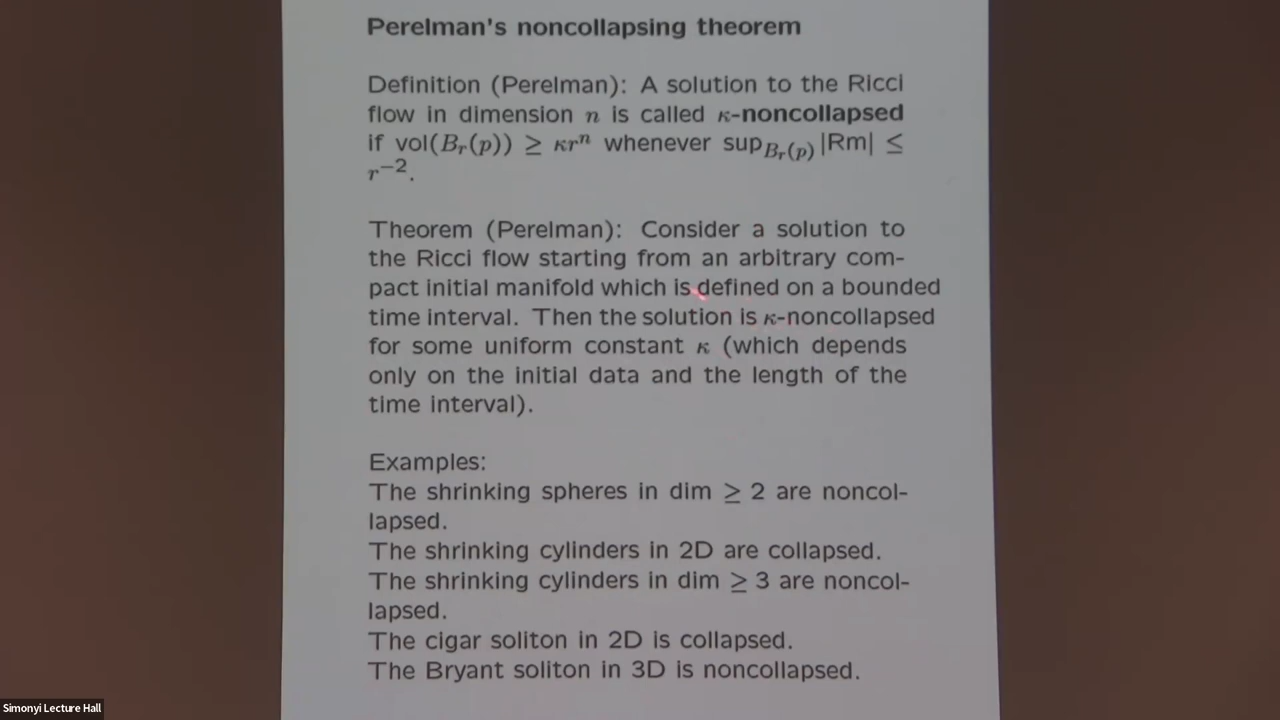 Perelman's noncollapsing theorem
Definition (Perelman): A solution to the Ricci
flow in dimension n is called κ-noncollapsed
if vol(B_r(p)) ≥ κr^n whenever sup_{B_r(p)} |Rm| ≤
r^{-2}.
Theorem (Perelman): Consider a solution to
the Ricci flow starting from an arbitrary com-
pact initial manifold which is defined on a bounded
time interval. Then the solution is κ-noncollapsed
for some uniform constant κ (which depends
only on the initial data and the length of the
time interval).
Examples:
The shrinking spheres in dim ≥ 2 are noncol-
lapsed.
The shrinking cylinders in 2D are collapsed.
The shrinking cylinders in dim ≥ 3 are noncol-
lapsed.
The cigar soliton in 2D is collapsed.
The Bryant soliton in 3D is noncollapsed.
Simonyi Lecture Hall